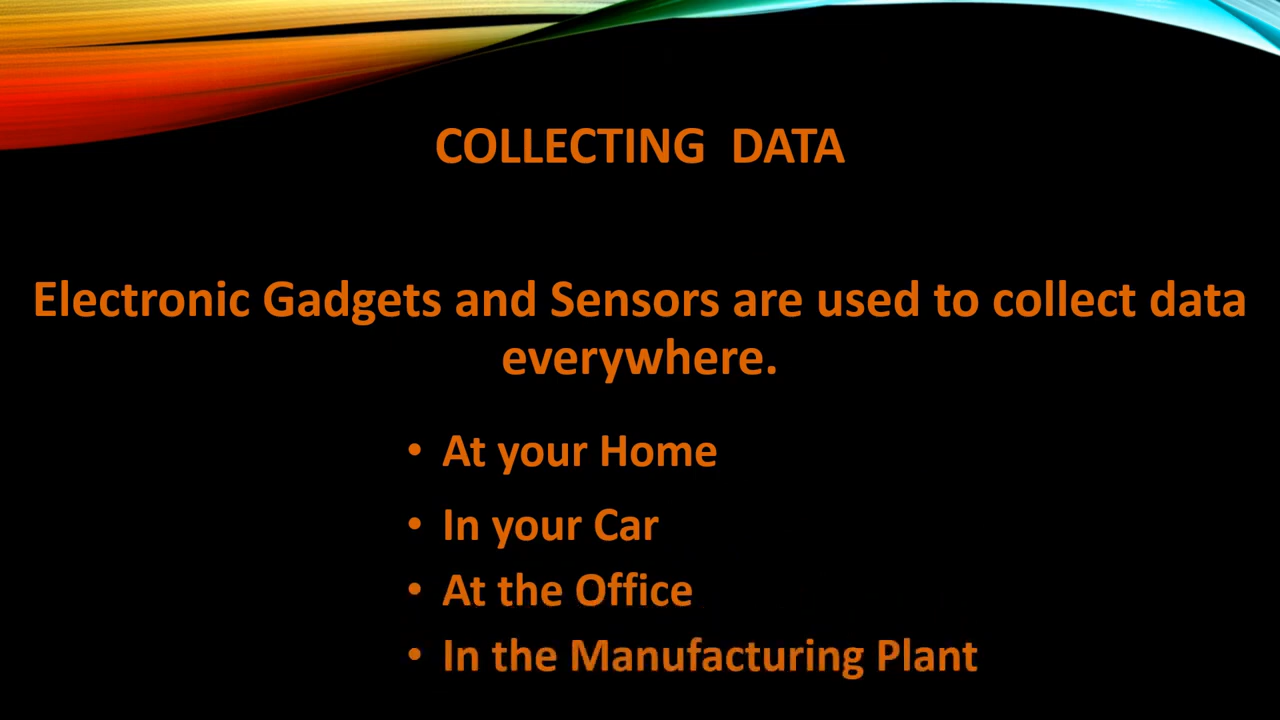 COLLECTING DATA
Electronic Gadgets and Sensors are used to collect data
everywhere.
• At your Home
• In your Car
• At the Office
• In the Manufacturing Plant